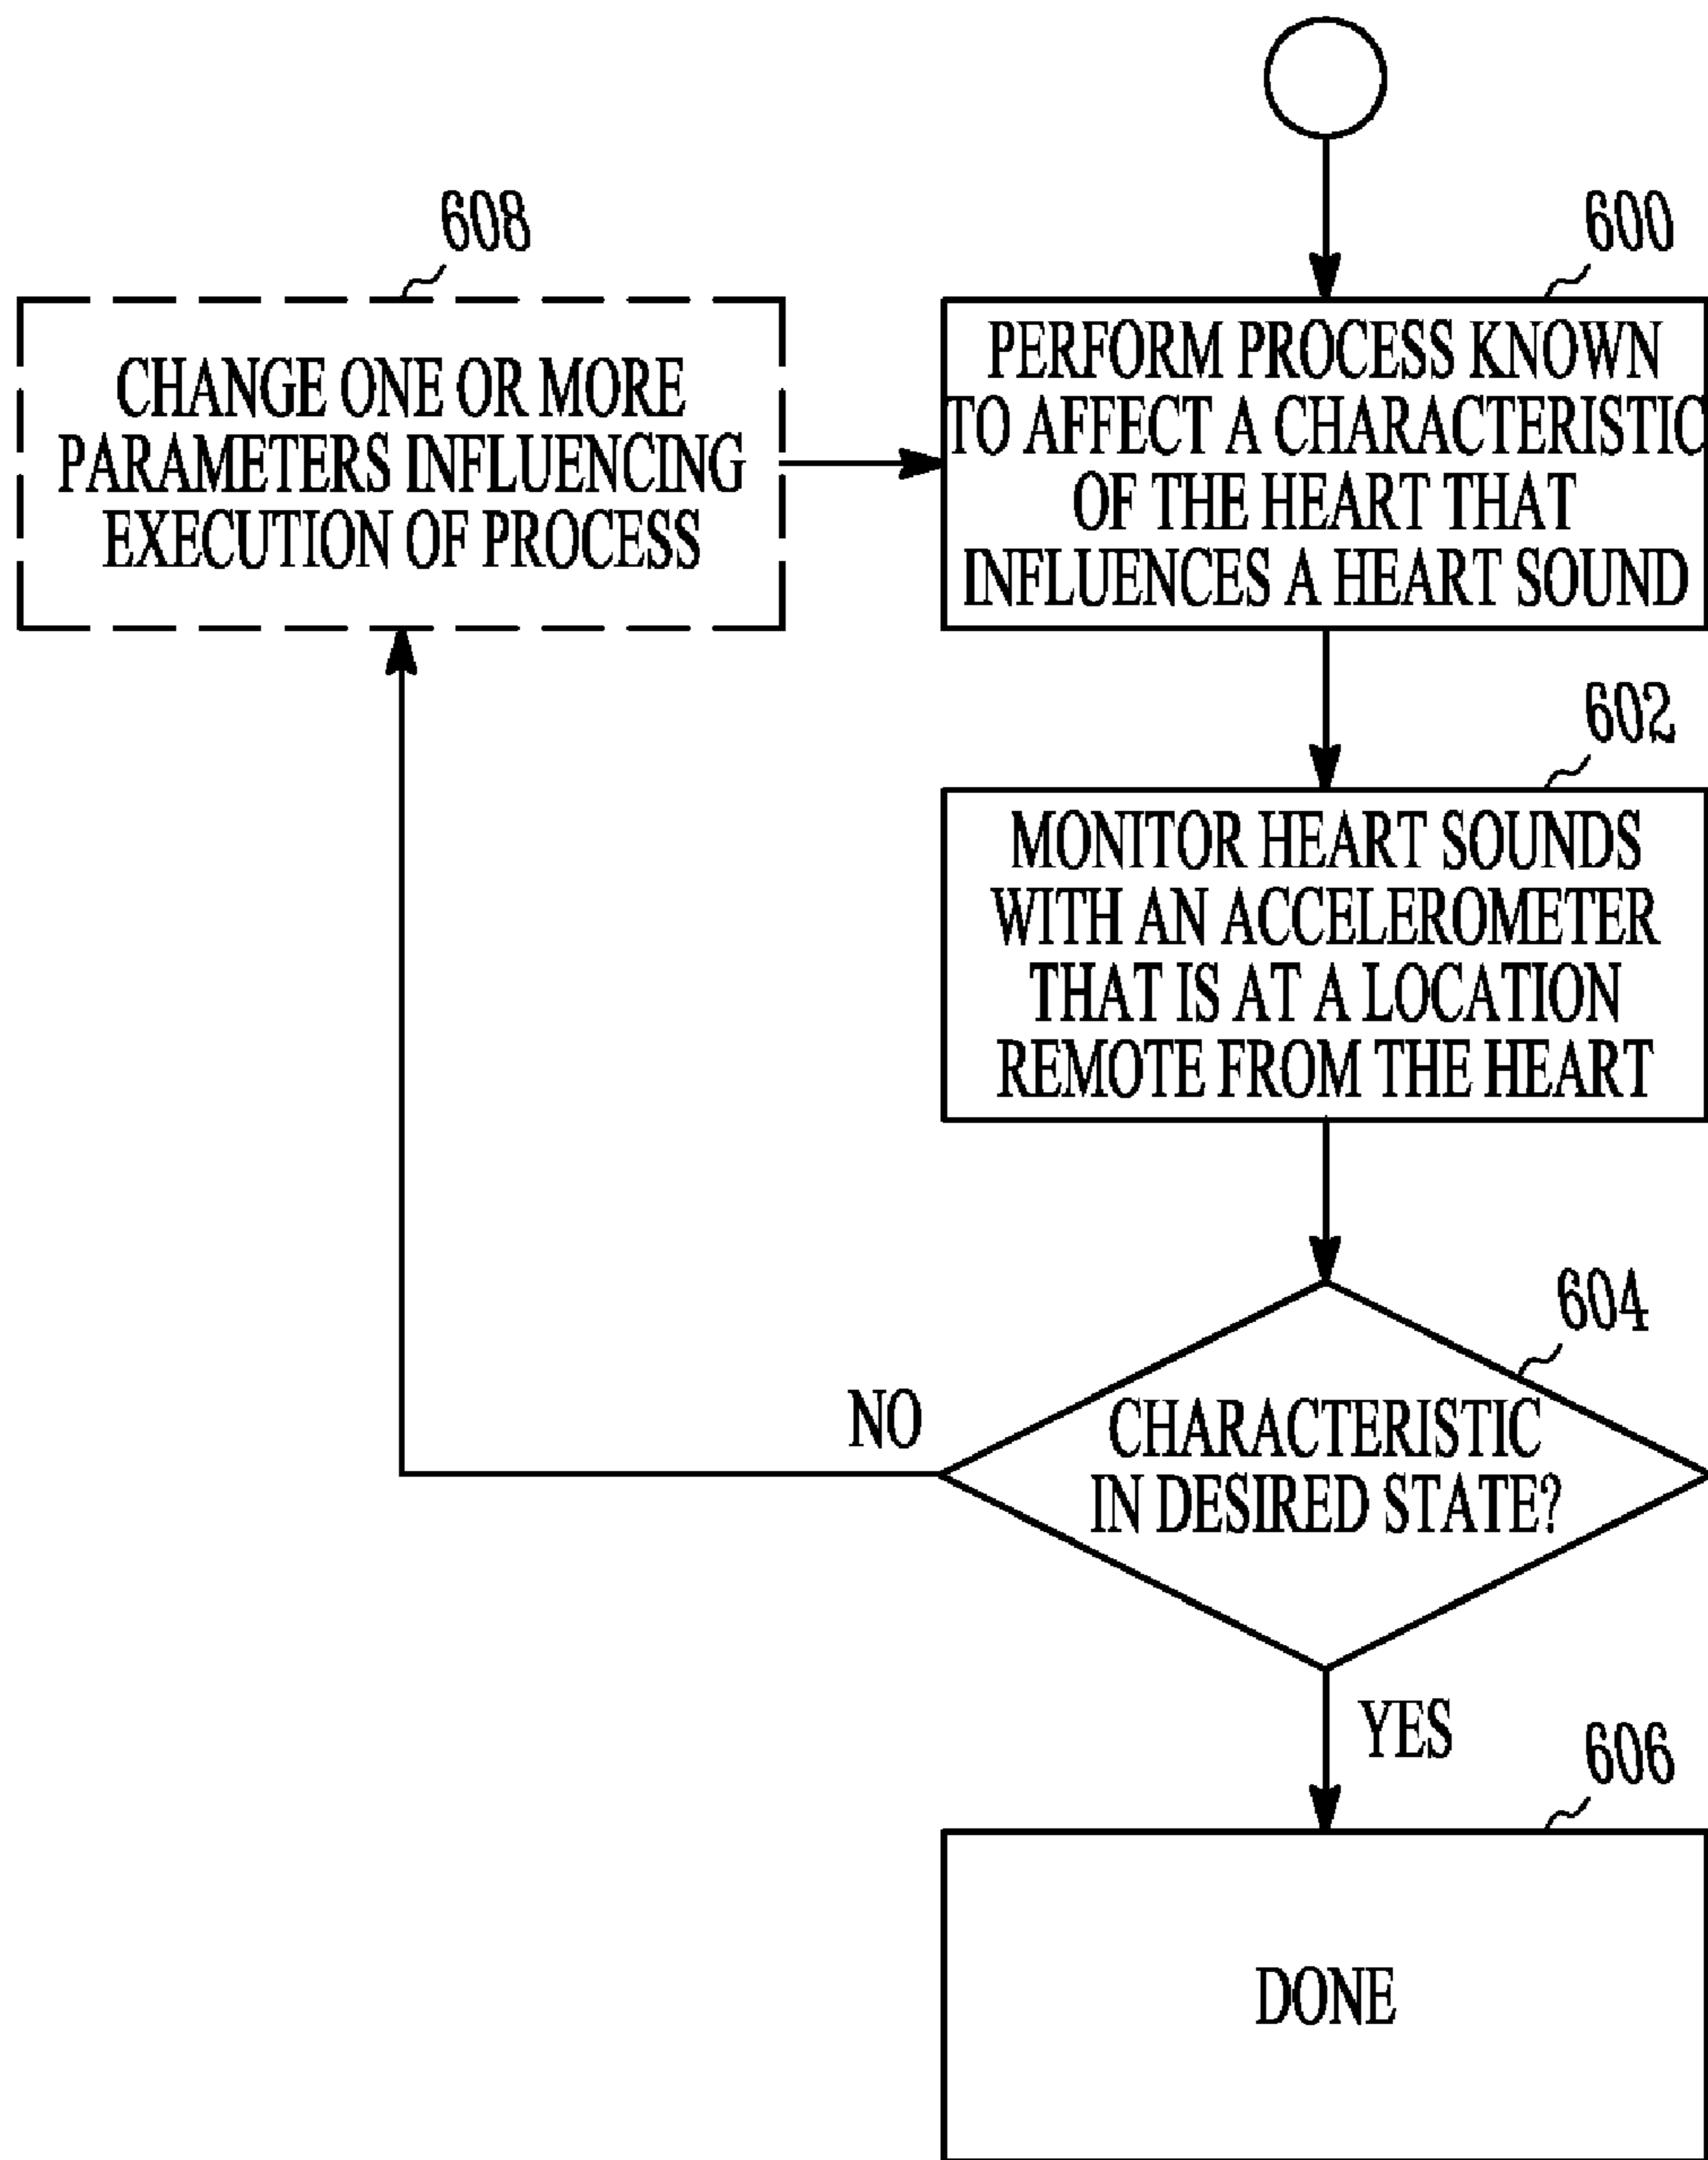 608
600
CHANGE ONE OR MORE
PARAMETERS INFLUENCING
EXECUTION OF PROCESS
PERFORM PROCESS KNOWN
TO AFFECT A CHARACTERISTIC
OF THE HEART THAT
INFLUENCES A HEART SOUND
602
MONITOR HEART SOUNDS
WITH AN ACCELEROMETER
THAT IS AT A LOCATION
REMOTE FROM THE HEART
604
NO
CHARACTERISTIC
IN DESIRED STATE?
YES
606
DONE